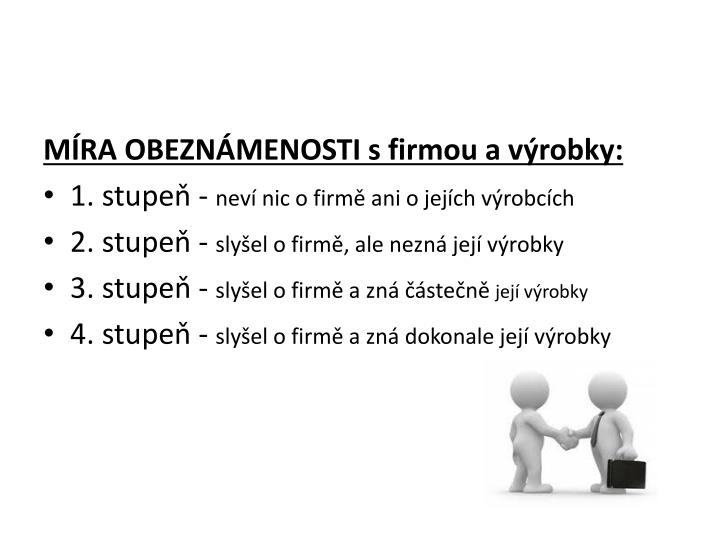 MÍRA OBEZNÁMENOSTI s firmou a výrobky:
• 1. stupeň - neví nic o firmě ani o jejích výrobcích
• 2. stupeň - slyšel o firmě, ale nezná její výrobky
• 3. stupeň - slyšel o firmě a zná částečně její výrobky
• 4. stupeň - slyšel o firmě a zná dokonale její výrobky